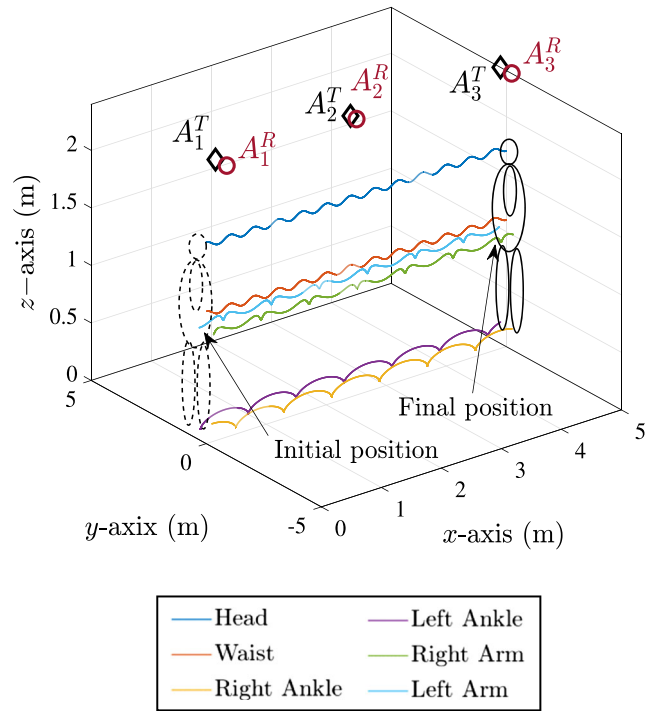 A_3^R
A_3^T
A_2^R
A_2^T
A_1^T
A_1^R
2
1.5
1
0.5
0
z−axis (m)
Final position
Initial position
5
0
-5
y-axix (m)
0
1
2
3
4
5
x-axis (m)
Head
Left Ankle
Waist
Right Arm
Right Ankle
Left Arm